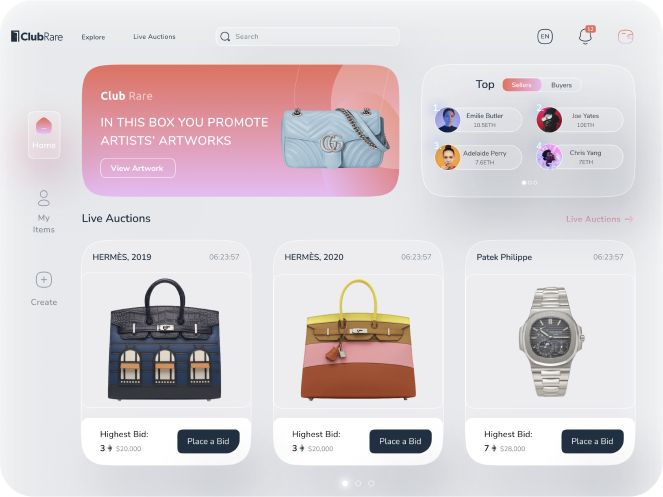 ClubRare
Explore
Live Auctions
Search
EN
Club Rare
IN THIS BOX YOU PROMOTE
ARTISTS' ARTWORKS
View Artwork
Top
Sellers
Buyers
1.
Emilie Butler
10.5ETH
2.
Joe Yates
10ETH
3.
Adelaide Perry
7.6ETH
4.
Chris Yang
7ETH
Home
My
Items
Create
Live Auctions
Live Auctions →
HERMÈS, 2019
06:23:57
HERMÈS, 2020
06:23:57
Patek Philippe
06:23:57
Highest Bid:
3 $20,000
Place a Bid
Highest Bid:
3 $20,000
Place a Bid
Highest Bid:
7 $28,000
Place a Bid